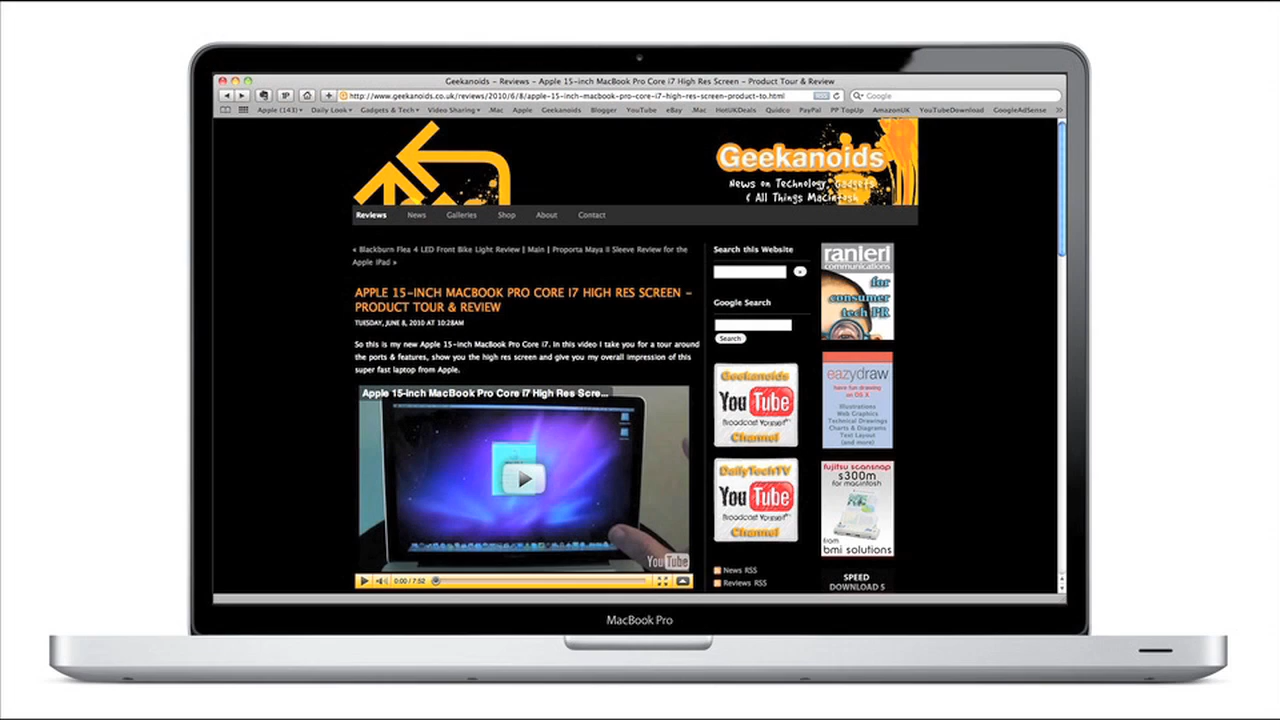 Geekanoids - Reviews - Apple 15-inch MacBook Pro Core i7 High Res Screen - Product Tour & Review
http://www.geekanoids.co.uk/reviews/2010/6/8/apple-15-inch-macbook-pro-core-i7-high-res-screen-product-to.html
Google
Apple (143) Daily Look Gadgets & Tech Video Sharing .Mac Apple Geekanoids Blogger YouTube eBay .Mac HotUKDeals Quidco PayPal PP TopUp AmazonUK YouTubeDownload GoogleAdSense »
Geekanoids
News on Technology, Gadgets
& All Things Macintosh
Reviews News Galleries Shop About Contact
« Blackburn Flea 4 LED Front Bike Light Review | Main | Proporta Maya II Sleeve Review for the
Apple iPad »
APPLE 15-INCH MACBOOK PRO CORE I7 HIGH RES SCREEN -
PRODUCT TOUR & REVIEW
TUESDAY, JUNE 8, 2010 AT 10:28AM
So this is my new Apple 15-inch MacBook Pro Core i7. In this video I take you for a tour around
the ports & features, show you the high res screen and give you my overall impression of this
super fast laptop from Apple.
Apple 15-inch MacBook Pro Core i7 High Res Scre...
YouTube
0:00 / 7:52
Search this Website
Google Search
Search
Geekanoids
YouTube
Broadcast Yourself
Channel
DailyTechTV
YouTube
Broadcast Yourself
Channel
News RSS
Reviews RSS
ranieri
communications
for
consumer
tech PR
eazydraw
have fun drawing
on OS X
Illustrations
Web Graphics
Technical Drawings
Charts & Diagrams
Text Layout
(and more)
fujitsu scansnap
s300m
for macintosh
from
bmi solutions
SPEED
DOWNLOAD 5
MacBook Pro